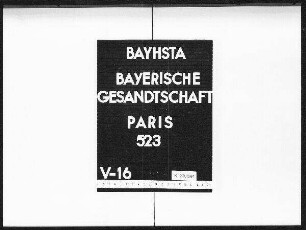 BAYHSTA
BAYERISCHE
GESANDTSCHAFT
PARIS
523
V-16